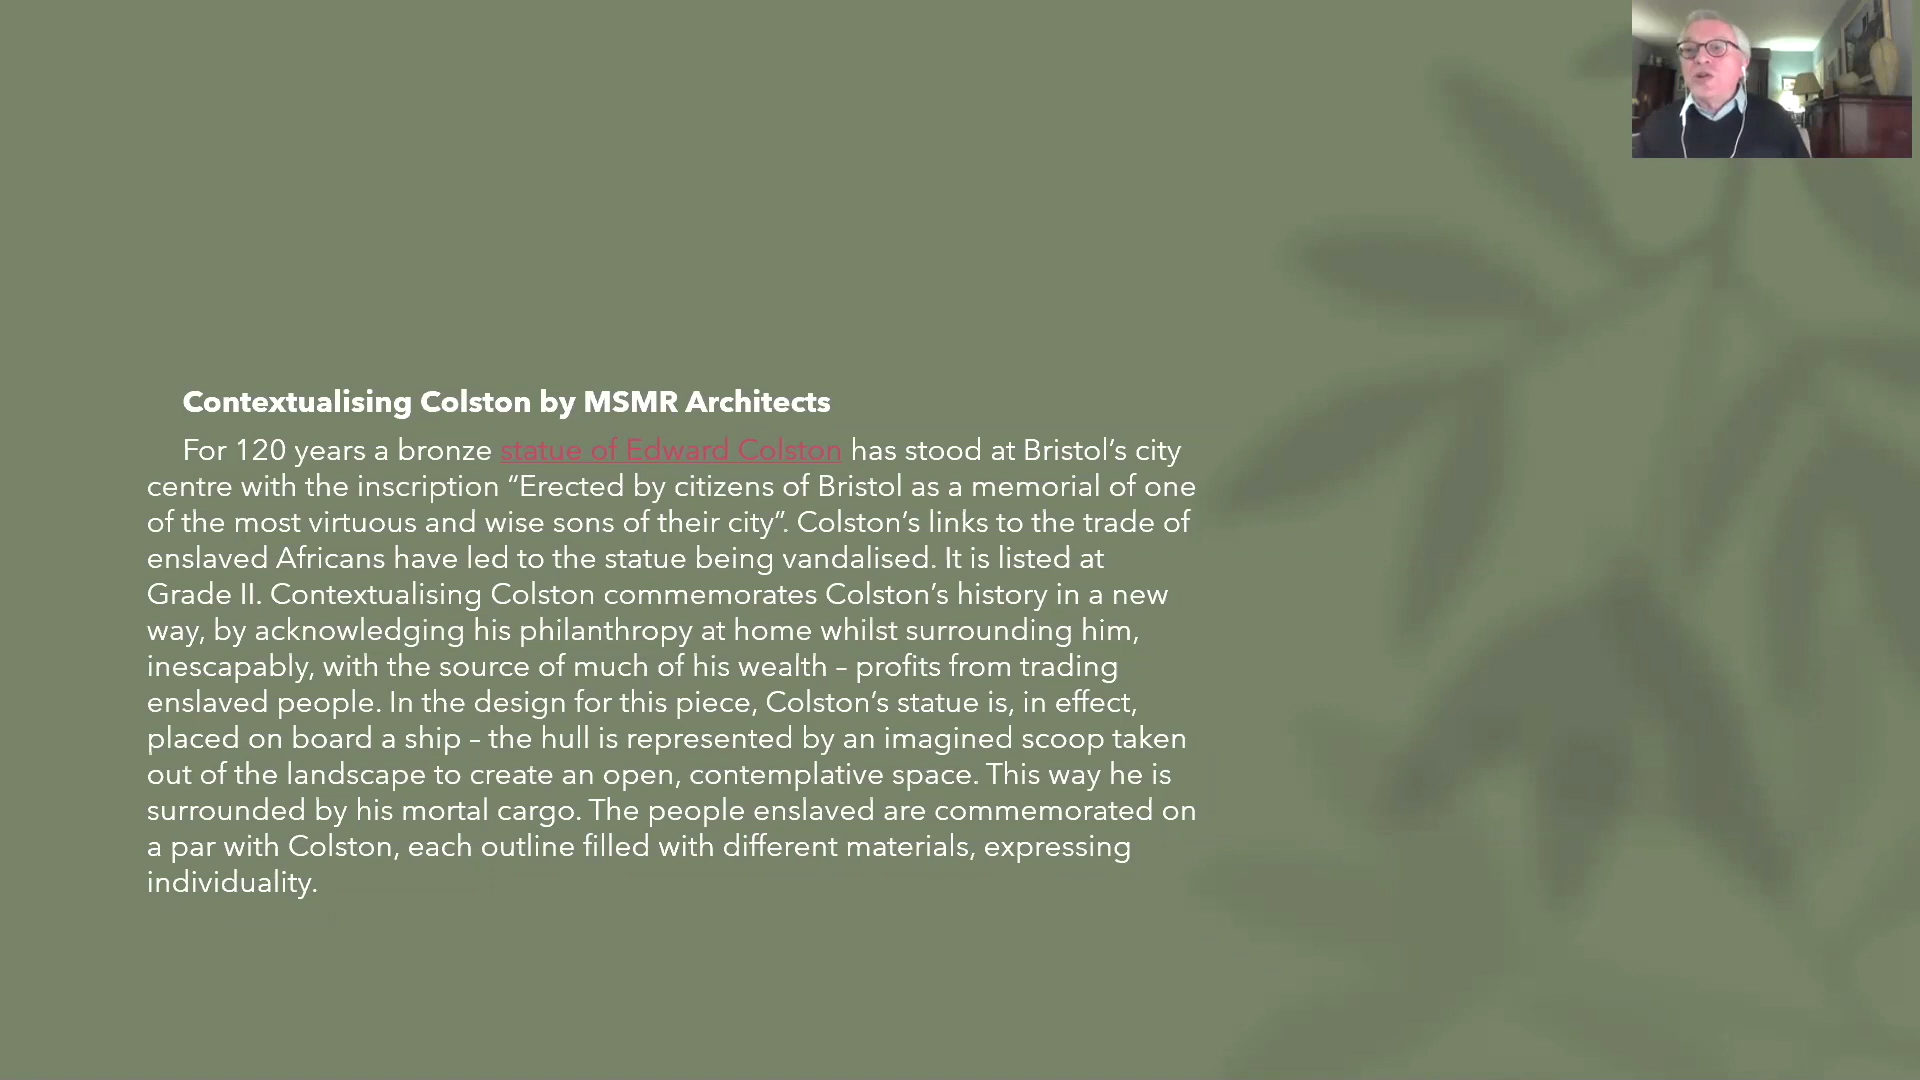 Contextualising Colston by MSMR Architects
For 120 years a bronze statue of Edward Colston has stood at Bristol’s city
centre with the inscription “Erected by citizens of Bristol as a memorial of one
of the most virtuous and wise sons of their city”. Colston’s links to the trade of
enslaved Africans have led to the statue being vandalised. It is listed at
Grade II. Contextualising Colston commemorates Colston’s history in a new
way, by acknowledging his philanthropy at home whilst surrounding him,
inescapably, with the source of much of his wealth – profits from trading
enslaved people. In the design for this piece, Colston’s statue is, in effect,
placed on board a ship – the hull is represented by an imagined scoop taken
out of the landscape to create an open, contemplative space. This way he is
surrounded by his mortal cargo. The people enslaved are commemorated on
a par with Colston, each outline filled with different materials, expressing
individuality.